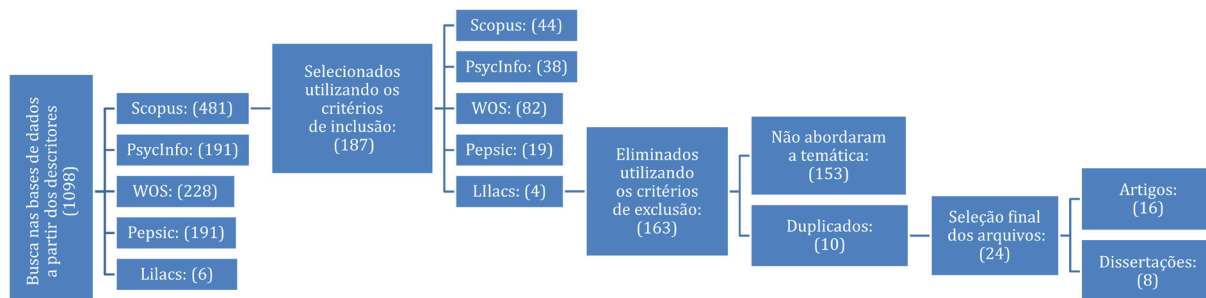 Busca nas bases de dados
a partir dos descritores
(1098)
Scopus: (481)
PsycInfo: (191)
WOS: (228)
Pepsic: (191)
Lilacs: (6)
Selecionados
utilizando os
critérios
de inclusão:
(187)
Scopus: (44)
PsycInfo: (38)
WOS: (82)
Pepsic: (19)
LIlacs: (4)
Eliminados
utilizando
os critérios
de exclusão:
(163)
Não abordaram
a temática:
(153)
Duplicados:
(10)
Seleção final
dos arquivos:
(24)
Artigos:
(16)
Dissertações:
(8)